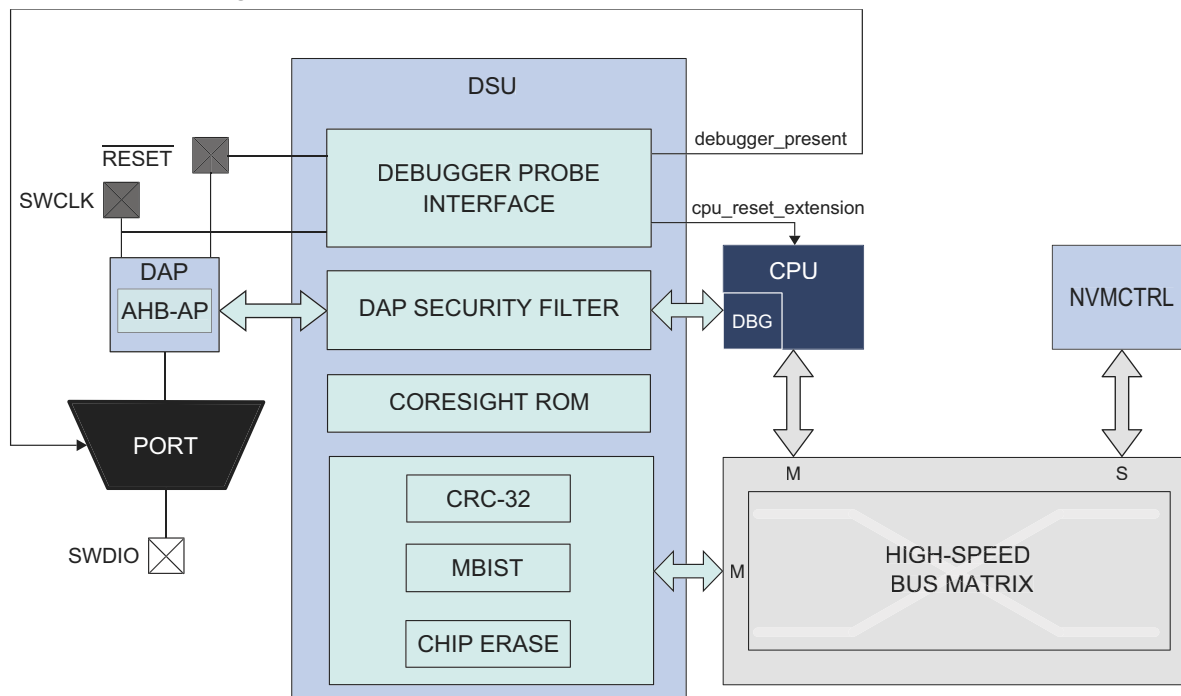 DSU
debugger_present
RESET
DEBUGGER PROBE
INTERFACE
SWCLK
cpu_reset_extension
DAP
AHB-AP
DAP SECURITY FILTER
CPU
DBG
NVMCTRL
CORESIGHT ROM
PORT
M
S
CRC-32
SWDIO
MBIST
M
HIGH-SPEED
BUS MATRIX
CHIP ERASE